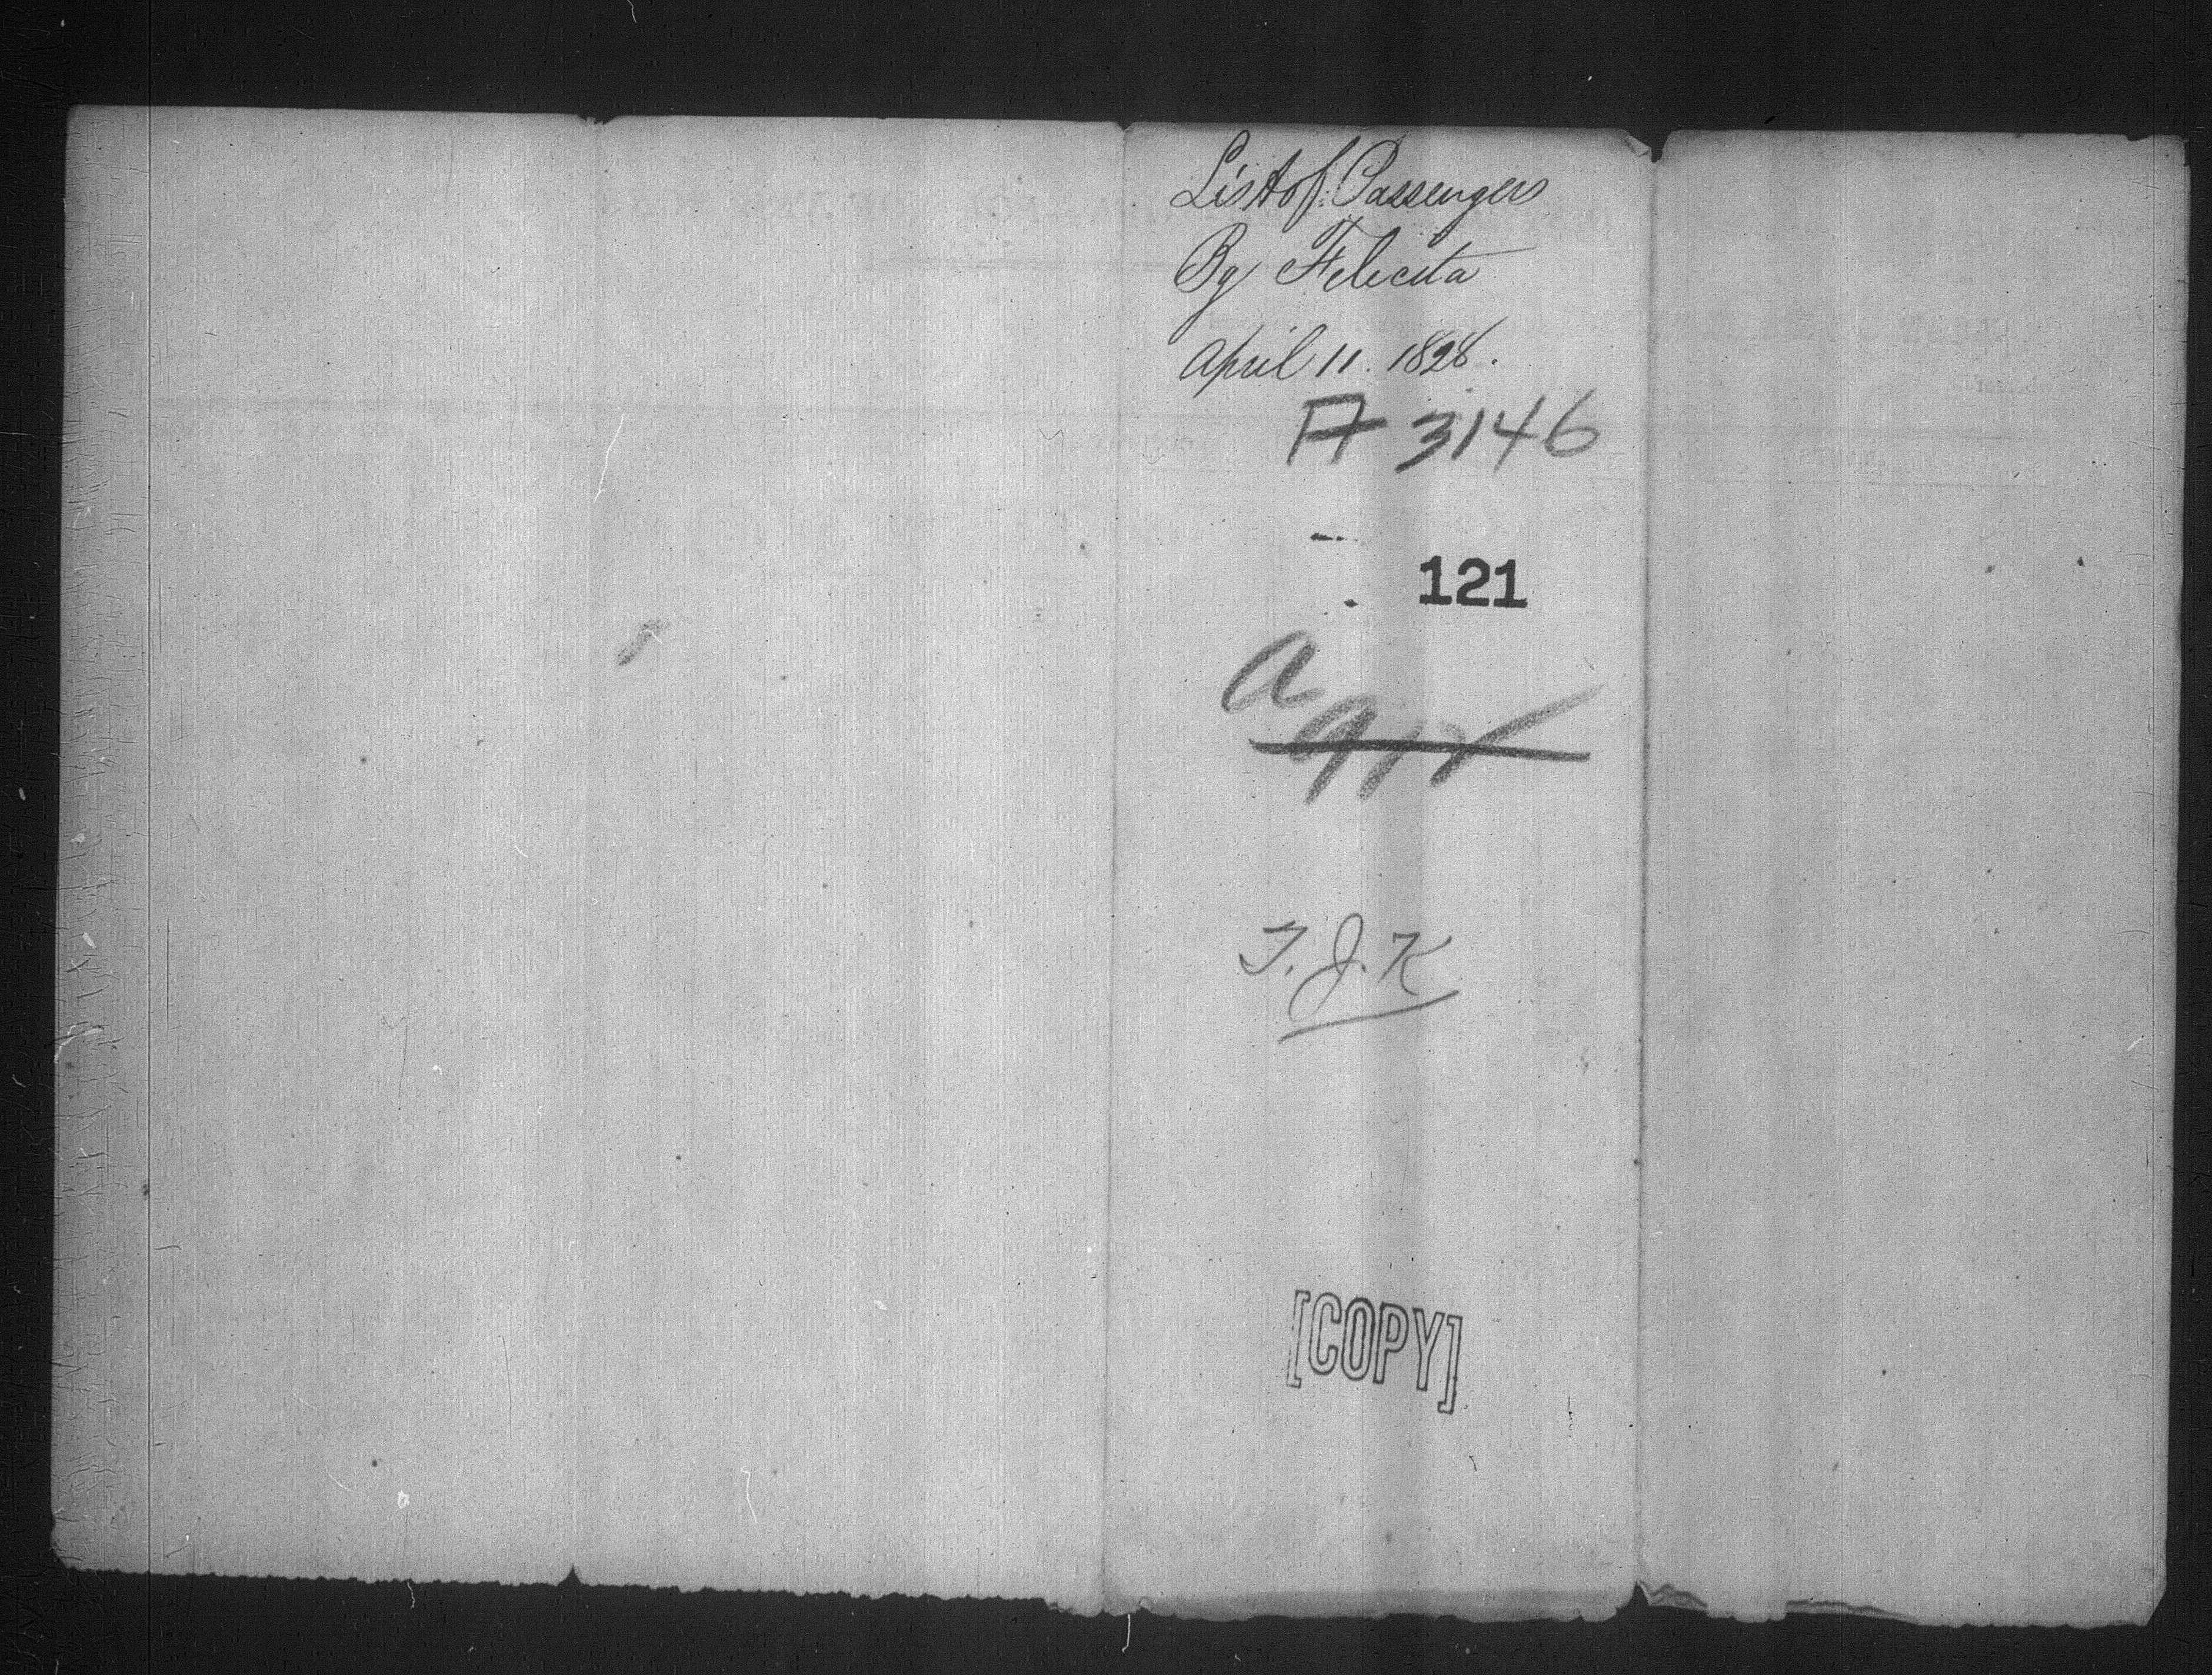 List of Passengers
By Felicita
April 11. 1828.
A 3146
121
a
T. J. K
[COPY]